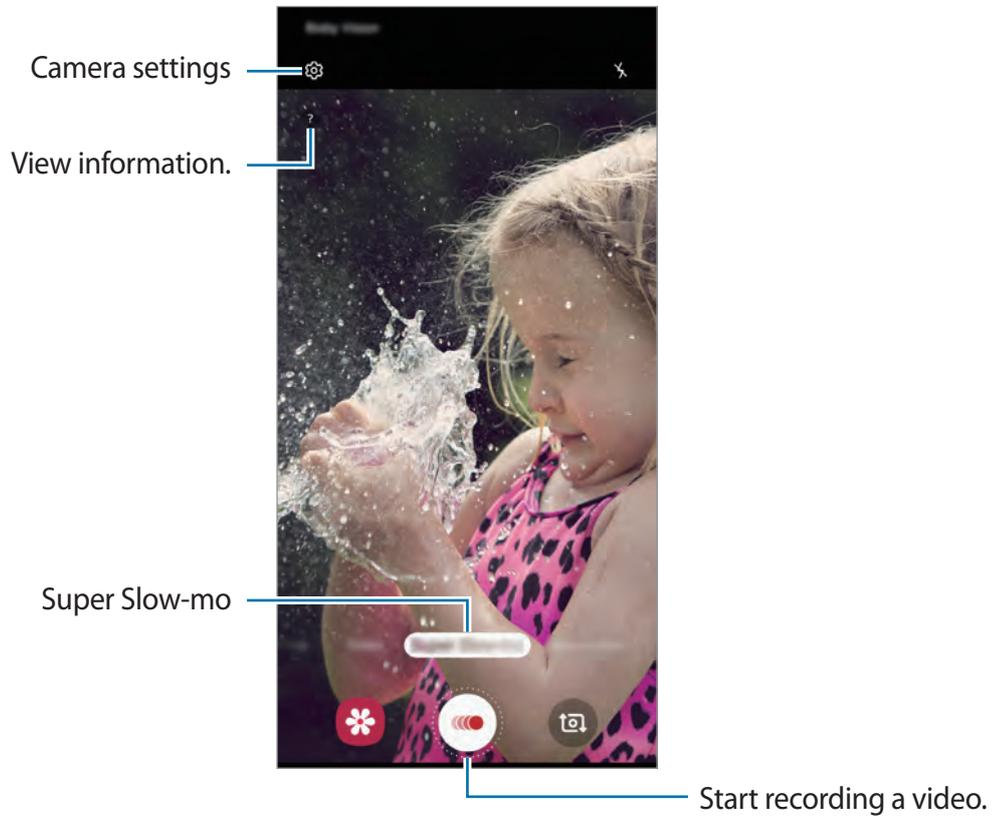 Camera settings
?
View information.
Super Slow-mo
Start recording a video.